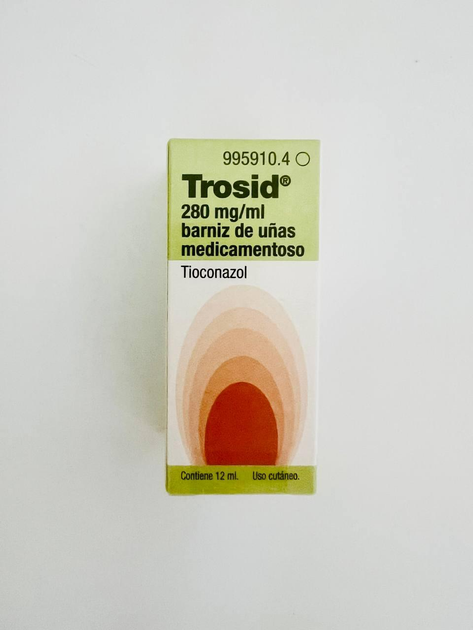 995910.4 O
Trosid®
280 mg/ml
barniz de uñas
medicamentoso
Tioconazol
Contiene 12 ml. Uso cutáneo.